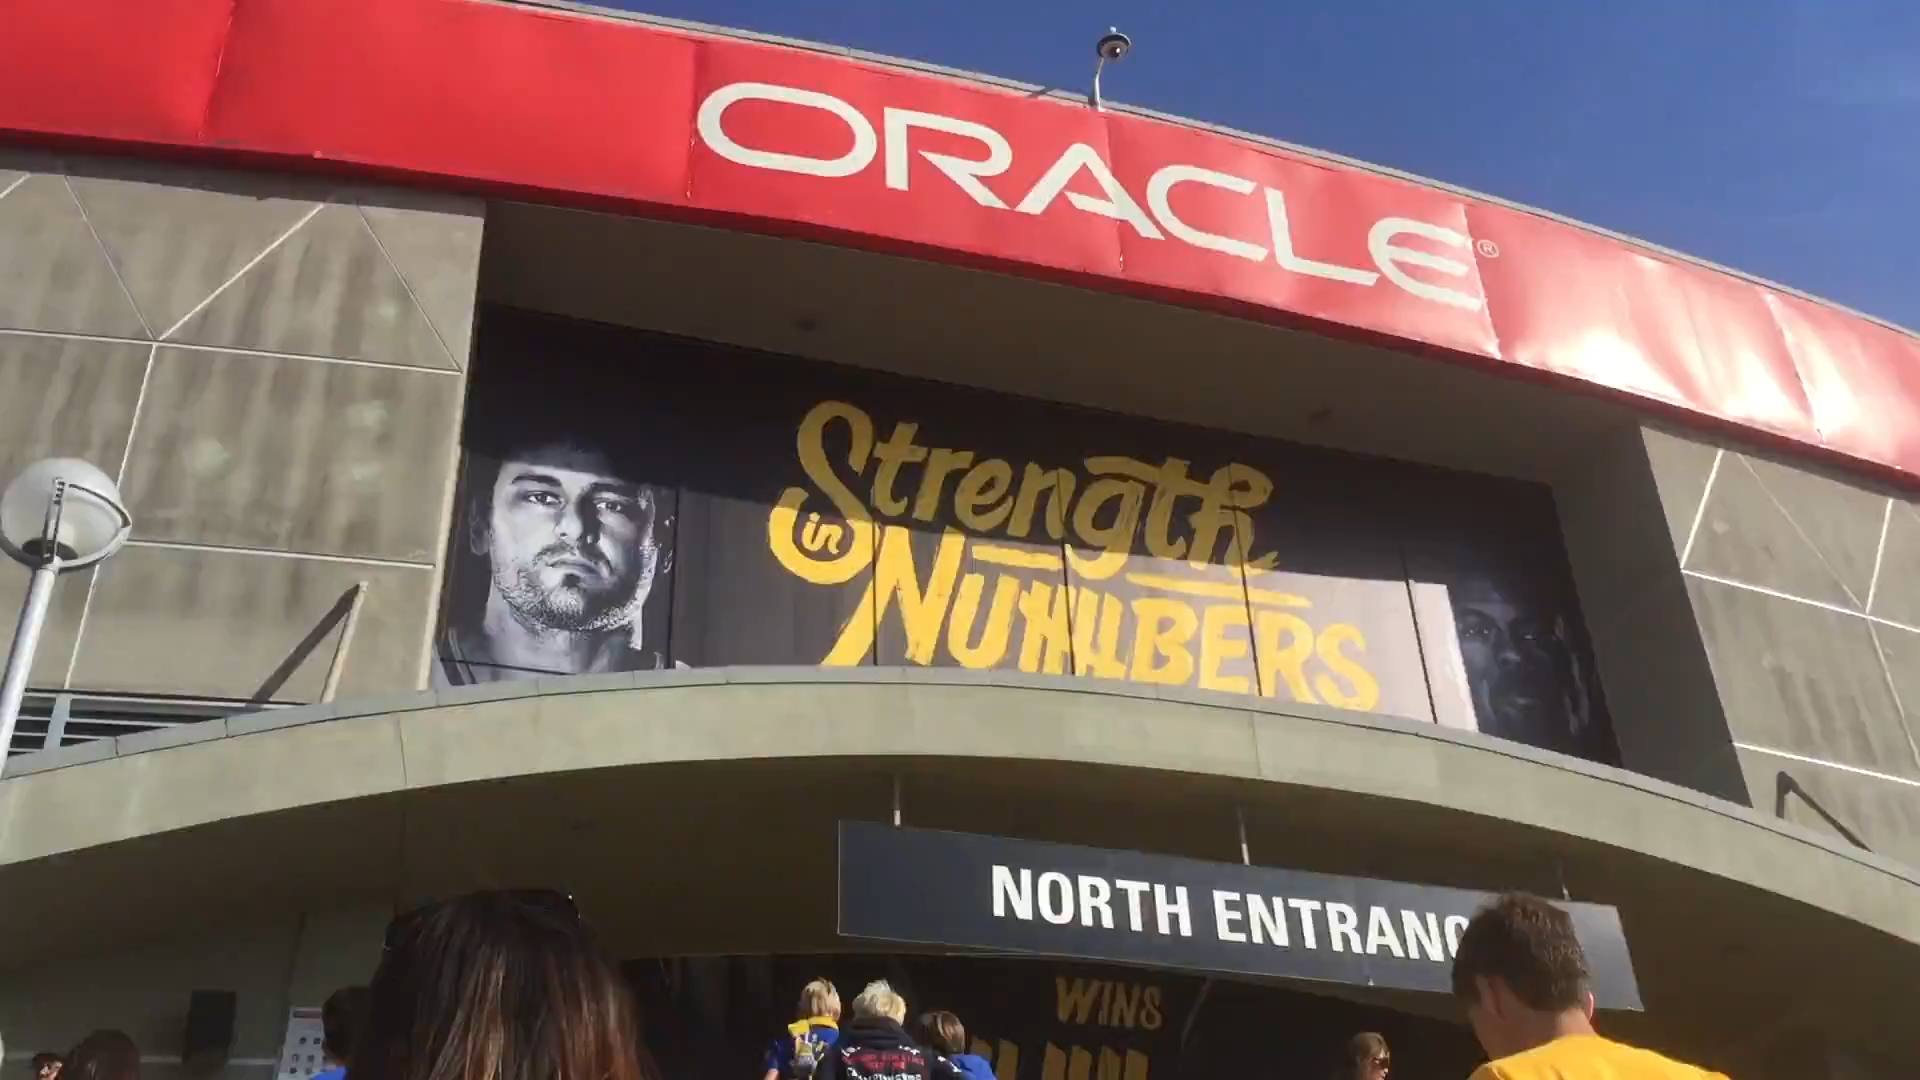 ORACLE®
Strength
in
NUMBERS
NORTH ENTRANC
WINS